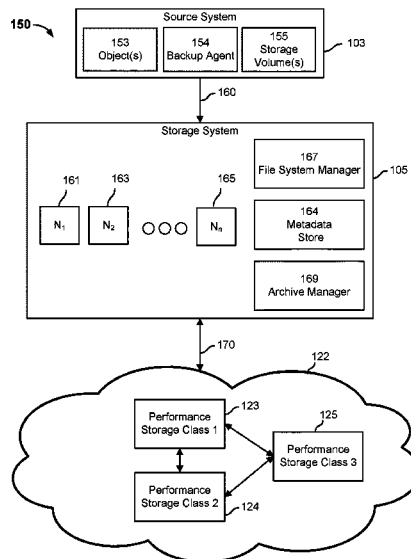 150
Source System
153
Object(s)
154
Backup Agent
155
Storage
Volume(s)
103
160
Storage System
161
N1
163
N2
165
Nn
167
File System Manager
105
164
Metadata
Store
169
Archive Manager
170
122
Performance
Storage Class 1
123
125
Performance
Storage Class 3
Performance
Storage Class 2
124